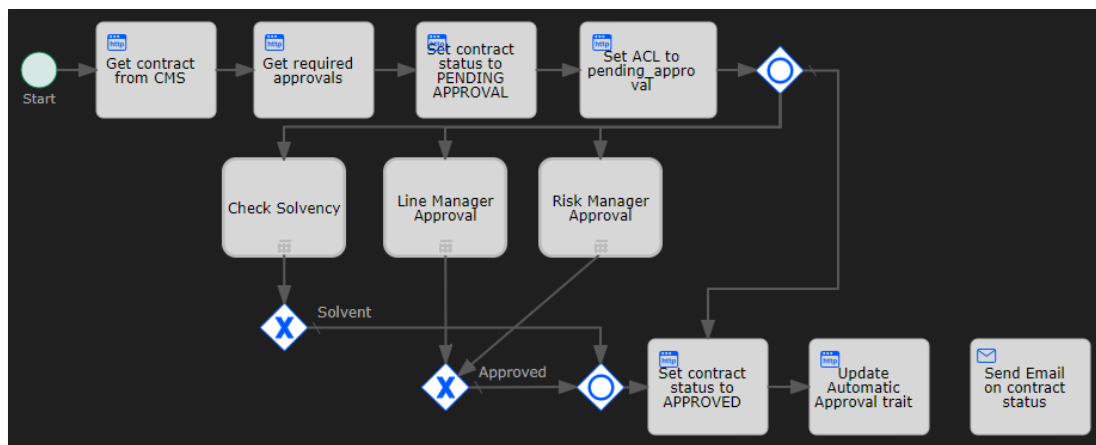 http
Get contract
from CMS
http
Get required
approvals
http
Set contract
status to
PENDING
APPROVAL
http
Set ACL to
pending_appro
val
Start
Check Solvency
Line Manager
Approval
Risk Manager
Approval
X
Solvent
X
Approved
http
Set contract
status to
APPROVED
http
Update
Automatic
Approval trait
Send Email
on contract
status